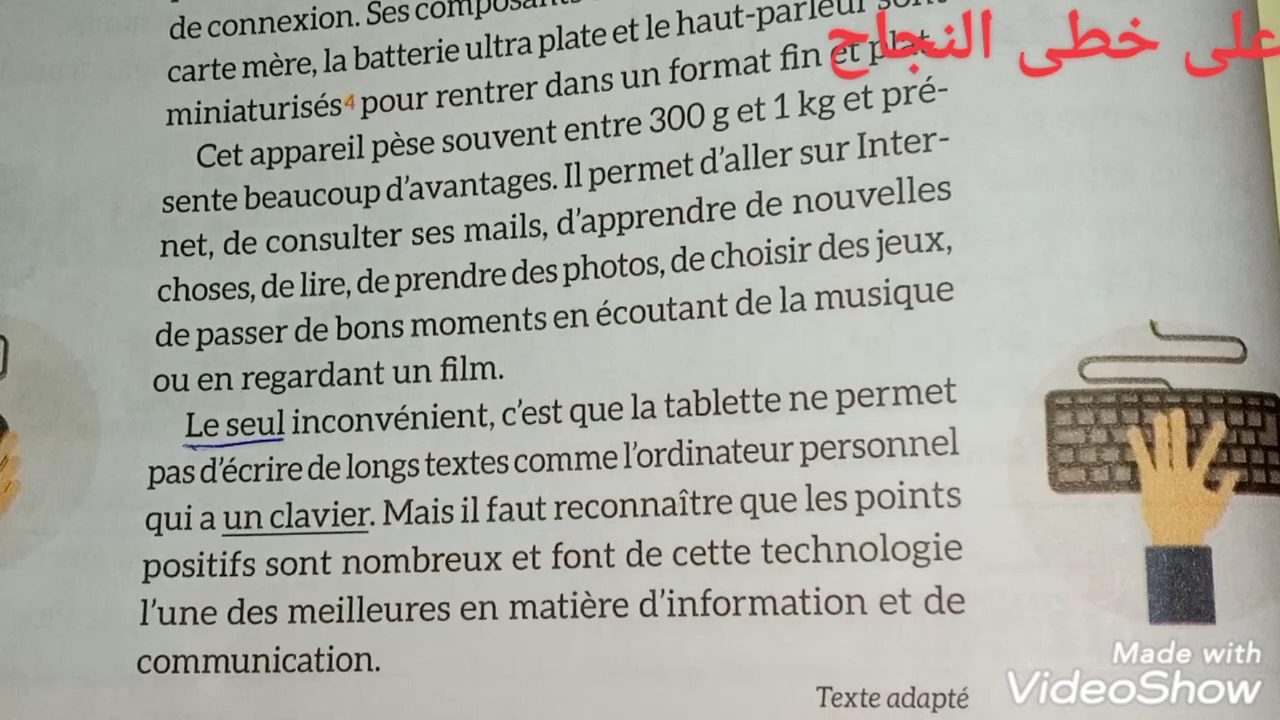 de connexion. Ses
carte mère, la batterie ultra plate et le haut-parleur
miniaturisés4 pour rentrer dans un format fin et plat.
Cet appareil pèse souvent entre 300 g et 1 kg et pré-
sente beaucoup d'avantages. Il permet d'aller sur Inter-
net, de consulter ses mails, d'apprendre de nouvelles
choses, de lire, de prendre des photos, de choisir des jeux,
de passer de bons moments en écoutant de la musique
ou en regardant un film.
Le seul inconvénient, c'est que la tablette ne permet
pas d'écrire de longs textes comme l'ordinateur personnel
qui a un clavier. Mais il faut reconnaître que les points
positifs sont nombreux et font de cette technologie
l'une des meilleures en matière d'information et de
communication.
Texte adapté
على خطى النجاح
Made with
VideoShow